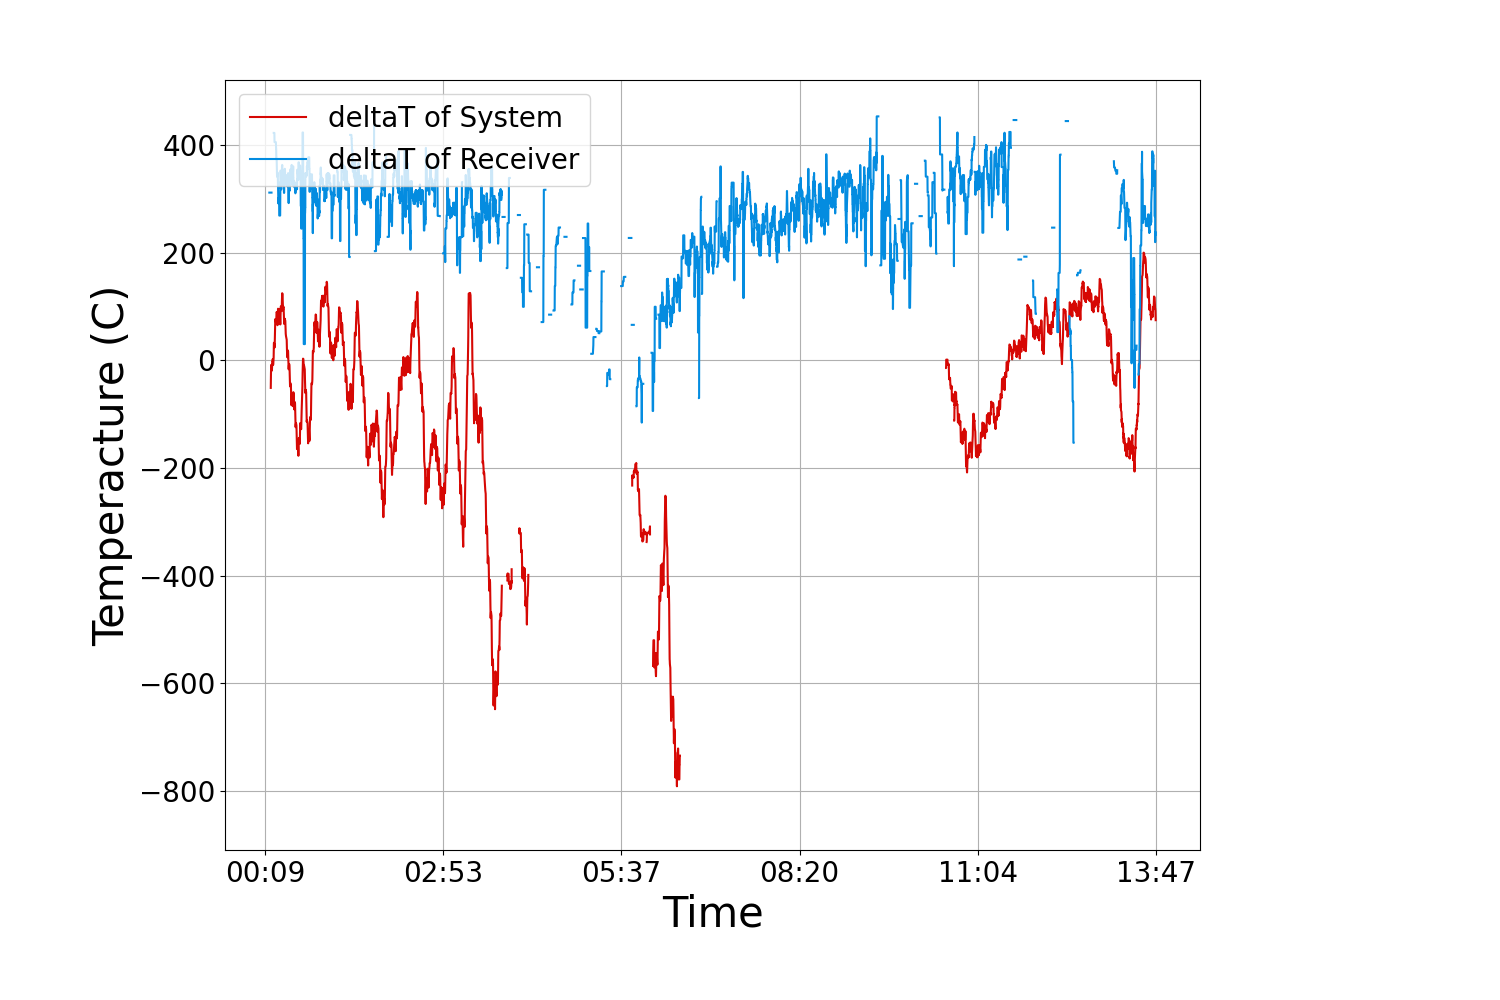 deltaT of System
deltaT of Receiver
400
200
0
−200
−400
−600
−800
Temperacture (C)
00:09 02:53 05:37 08:20 11:04 13:47
Time